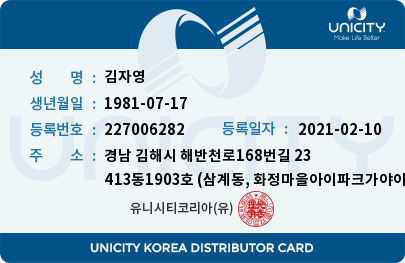 UNICITY
Make Life Better
성 명 : 김자영
생년월일 : 1981-07-17
등록번호 : 227006282 등록일자 : 2021-02-10
주 소 : 경남 김해시 해반천로168번길 23
413동1903호 (삼계동, 화정마을아이파크가야이
유니시티코리아(유)
UNICITY
UNICITY KOREA DISTRIBUTOR CARD